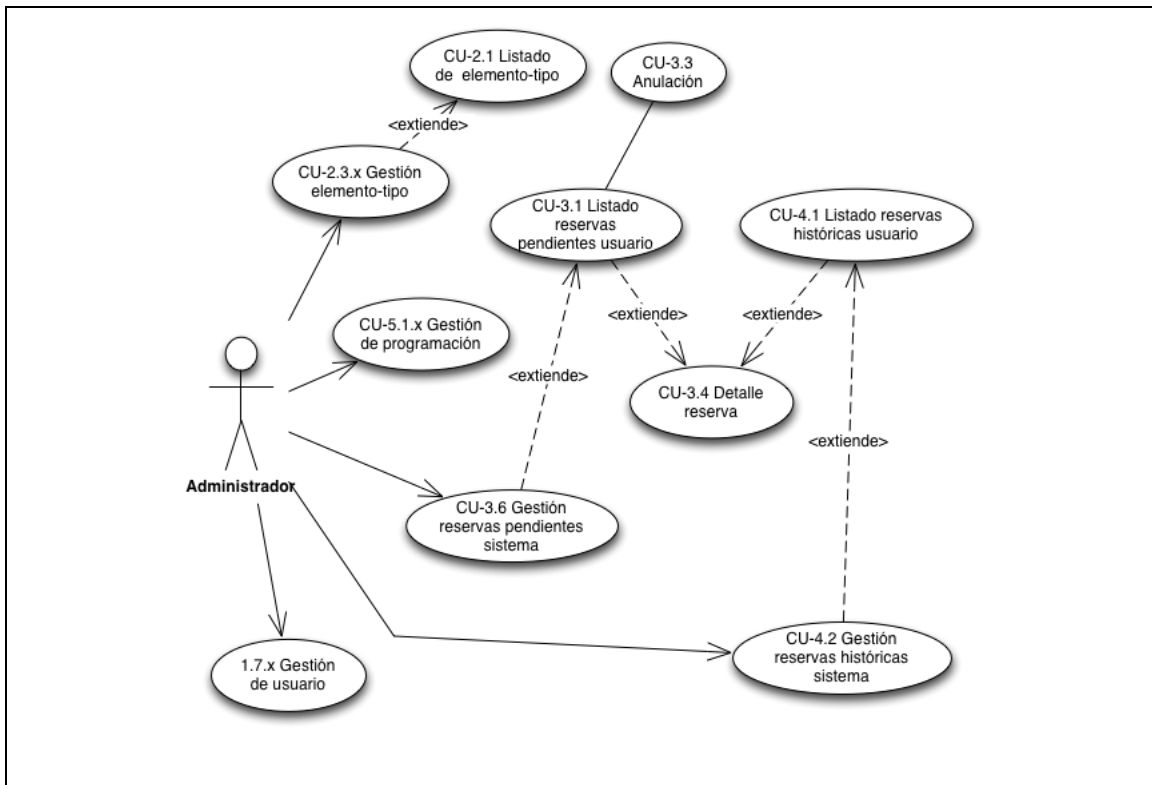 CU-2.1 Listado
de elemento-tipo
CU-3.3
Anulación
<extiende>
CU-2.3.x Gestión
elemento-tipo
CU-3.1 Listado
reservas
pendientes usuario
CU-4.1 Listado reservas
históricas usuario
CU-5.1.x Gestión
de programación
<extiende>
<extiende>
<extiende>
CU-3.4 Detalle
reserva
<extiende>
Administrador
CU-3.6 Gestión
reservas pendientes
sistema
CU-4.2 Gestión
reservas históricas
sistema
1.7.x Gestión
de usuario